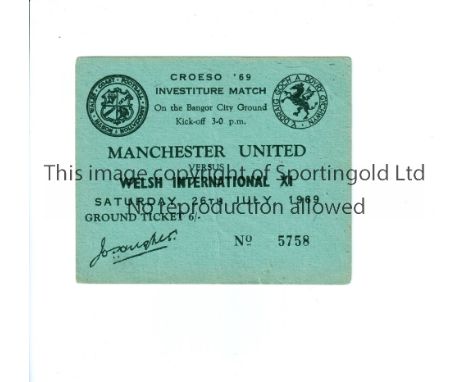 CROESO '69
INVESTITURE MATCH
On the Bangor City Ground
Kick-off 3-0 p.m.
MANCHESTER UNITED
VERSUS
This image copyright of Sportingold Ltd
WELSH INTERNATIONAL XI
SATURDAY, 26th JULY, 1969
No reproduction allowed
GROUND TICKET 6/-
Nº 5758